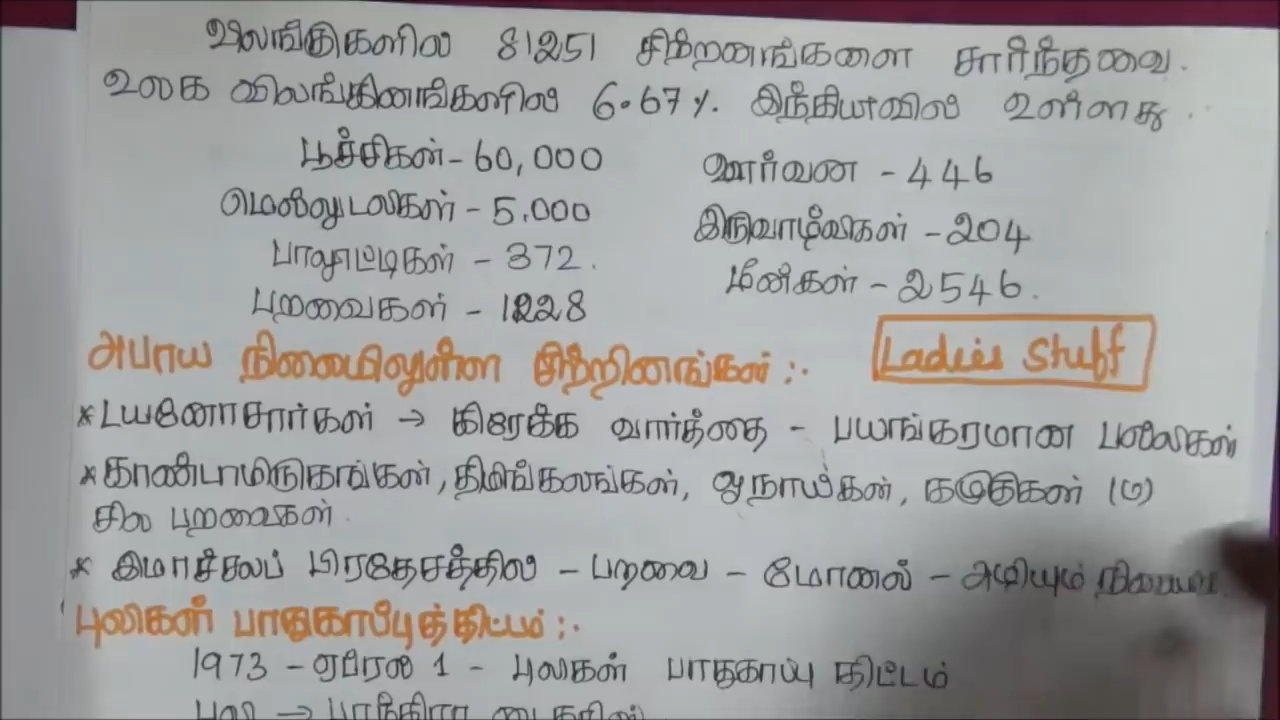 விலங்குகளில் 81251 சிற்றினங்களை சார்ந்தவை.
உலக விலங்கினங்களில் 6.67% இந்தியாவில் உள்ளது.
பூச்சிகள் - 60,000
ஊர்வன - 446
மெல்லுடலிகள் - 5.000
இருவாழ்விகள் - 204
பாலூட்டிகள் - 372.
மீன்கள் - 2546.
பறவைகள் - 1228
அபாய நிலையிலுள்ள சிற்றினங்கள் :.
Ladies Stuff
* டயனோசார்கள் → கிரேக்க வார்த்தை - பயங்கரமான பல்லிகள்
* காண்டாமிருகங்கள், திமிங்கலங்கள், ஓநாய்கள், கழுதிகள் (ம)
சில பறவைகள்.
* இமாச்சலப் பிரதேசத்தில் - பறவை - மோனல் - அழியும்
புலிகள் பாதுகாப்புத்திட்டம் :.
1973 - ஏப்ரல் 1 - புலிகள் பாதுகாப்பு திட்டம்
புலி →